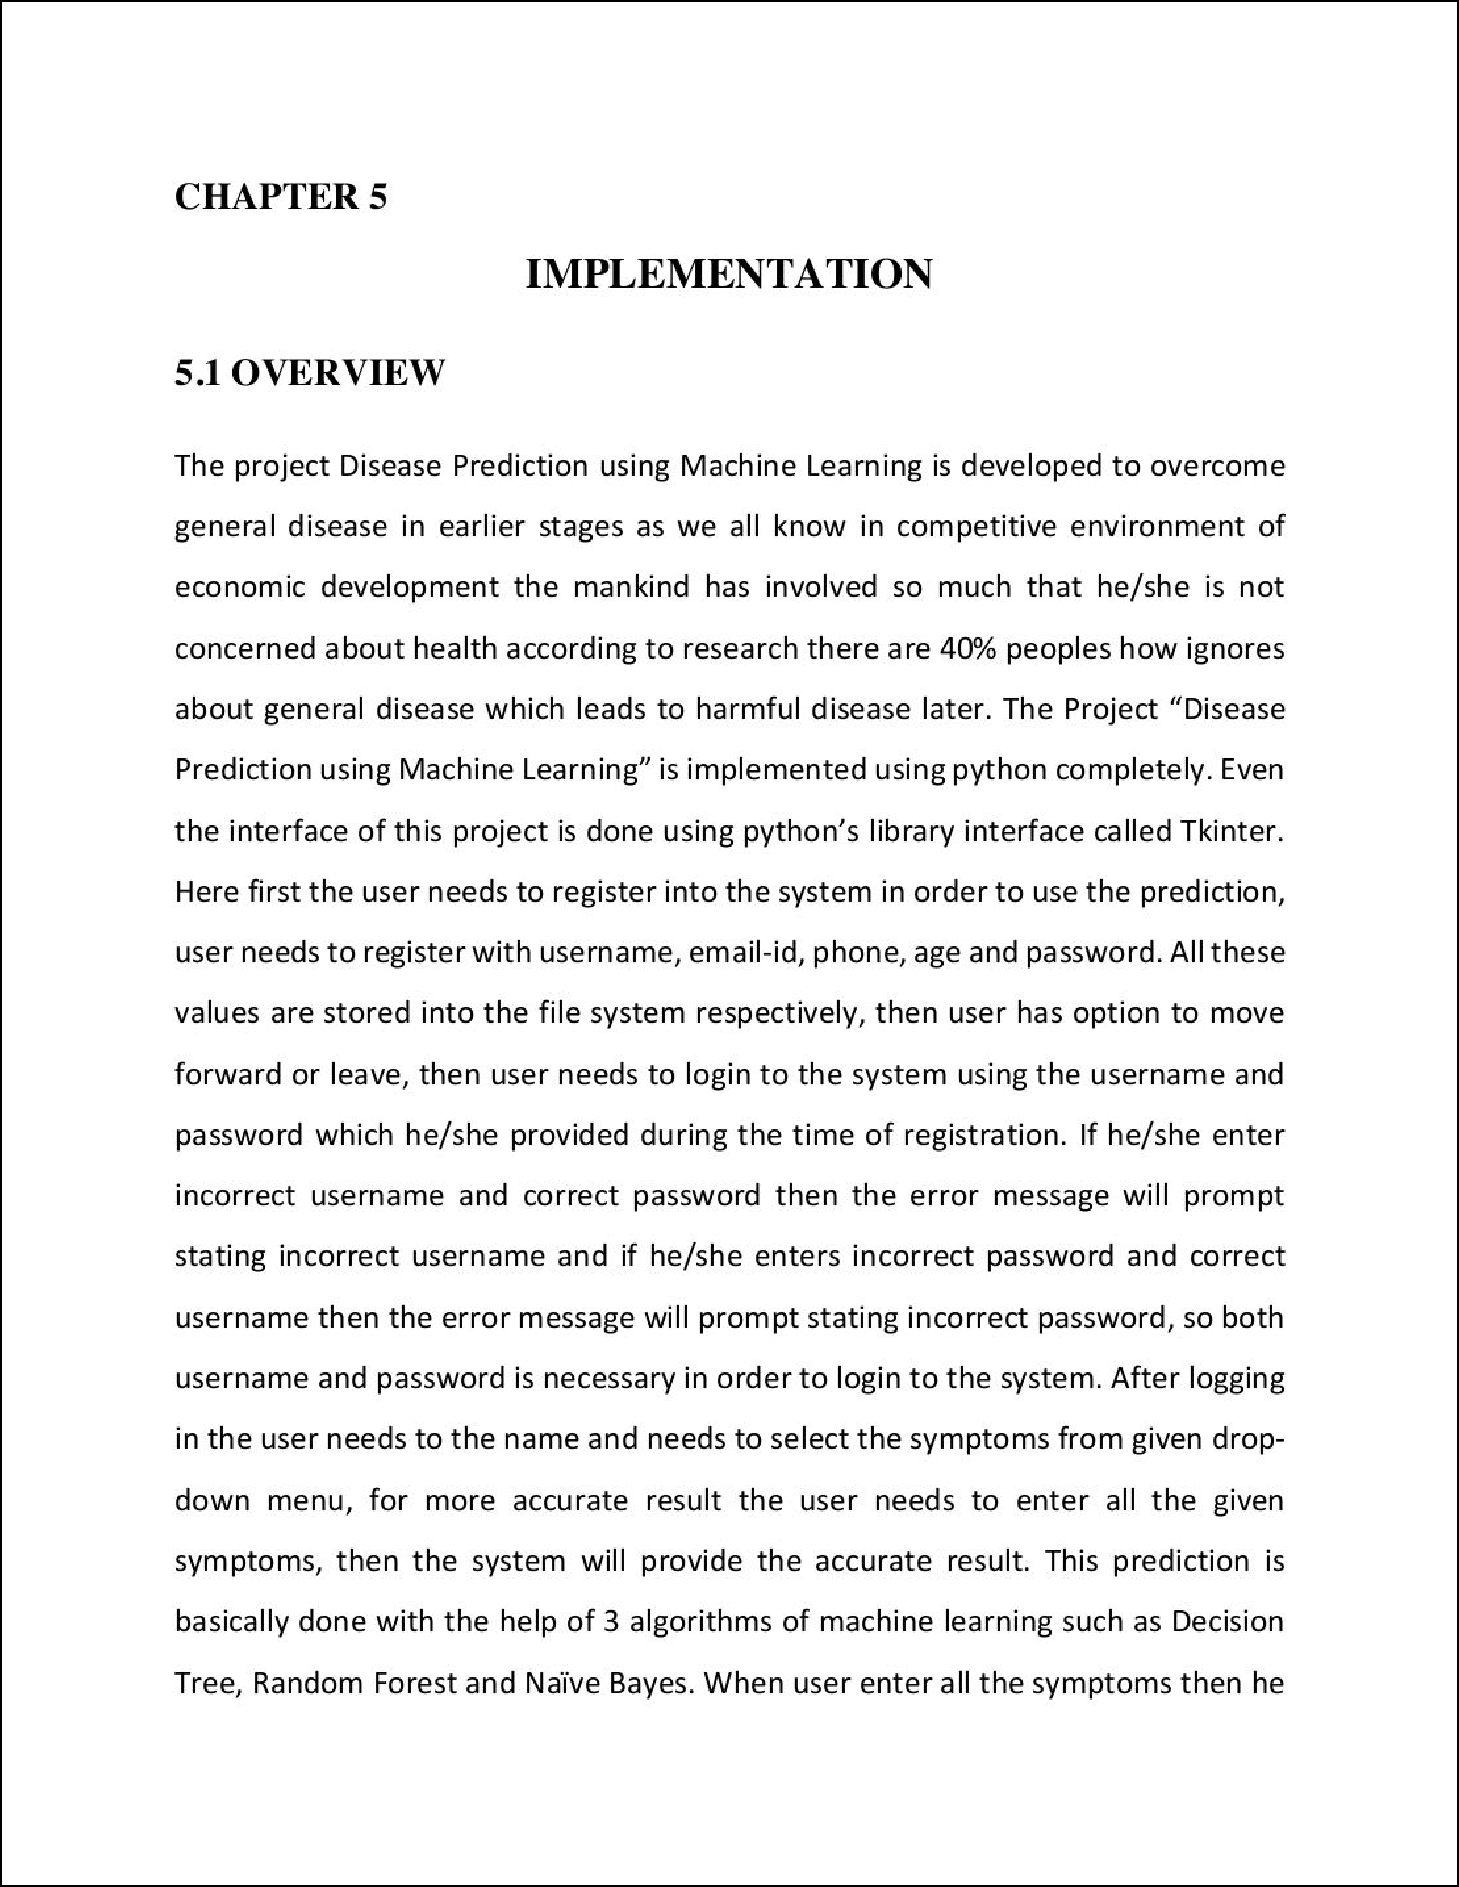 CHAPTER 5
IMPLEMENTATION
5.1 OVERVIEW
The project Disease Prediction using Machine Learning is developed to overcome
general disease in earlier stages as we all know in competitive environment of
economic development the mankind has involved so much that he/she is not
concerned about health according to research there are 40% peoples how ignores
about general disease which leads to harmful disease later. The Project “Disease
Prediction using Machine Learning” is implemented using python completely. Even
the interface of this project is done using python’s library interface called Tkinter.
Here first the user needs to register into the system in order to use the prediction,
user needs to register with username, email-id, phone, age and password. All these
values are stored into the file system respectively, then user has option to move
forward or leave, then user needs to login to the system using the username and
password which he/she provided during the time of registration. If he/she enter
incorrect username and correct password then the error message will prompt
stating incorrect username and if he/she enters incorrect password and correct
username then the error message will prompt stating incorrect password, so both
username and password is necessary in order to login to the system. After logging
in the user needs to the name and needs to select the symptoms from given drop-
down menu, for more accurate result the user needs to enter all the given
symptoms, then the system will provide the accurate result. This prediction is
basically done with the help of 3 algorithms of machine learning such as Decision
Tree, Random Forest and Naïve Bayes. When user enter all the symptoms then he